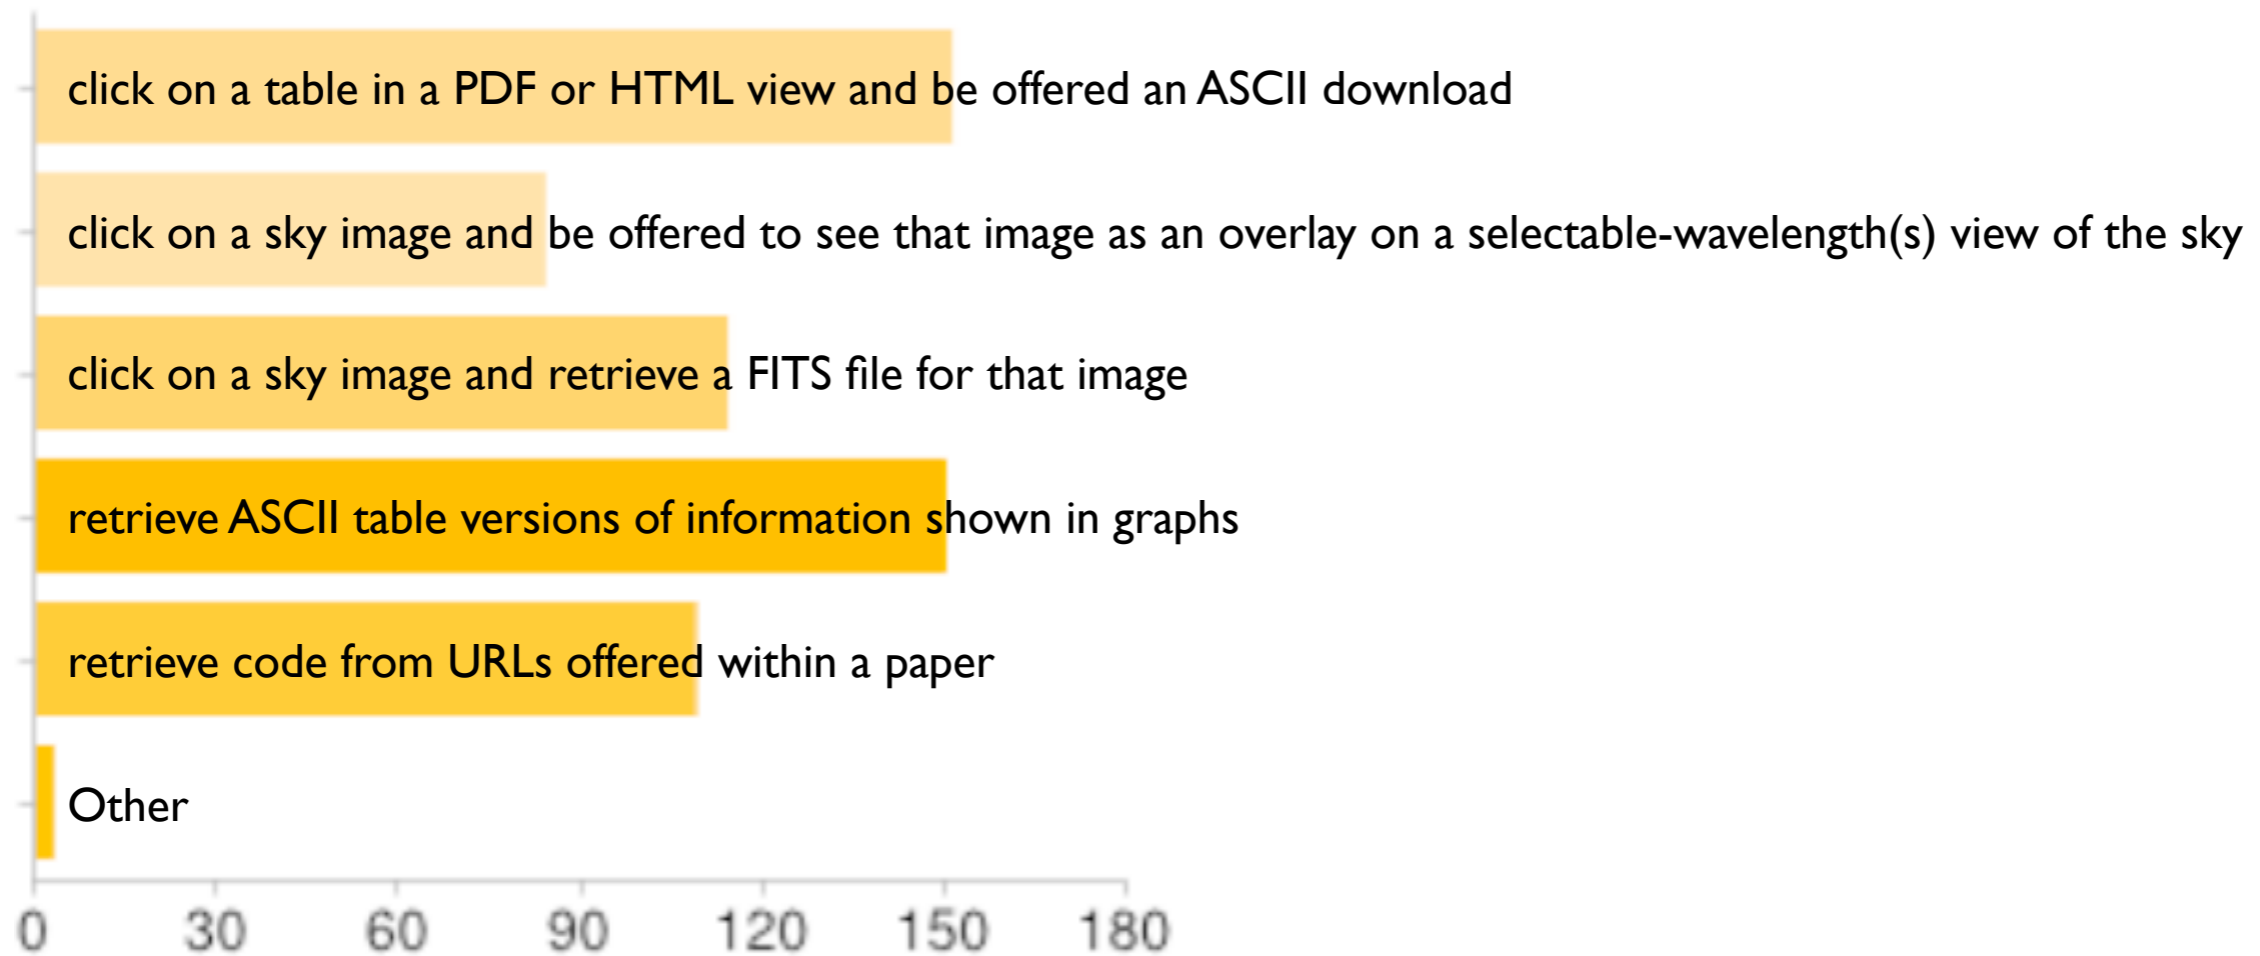 click on a table in a PDF or HTML view and be offered an ASCII download
click on a sky image and be offered to see that image as an overlay on a selectable-wavelength(s) view of the sky
click on a sky image and retrieve a FITS file for that image
retrieve ASCII table versions of information shown in graphs
retrieve code from URLs offered within a paper
Other
0 30 60 90 120 150 180